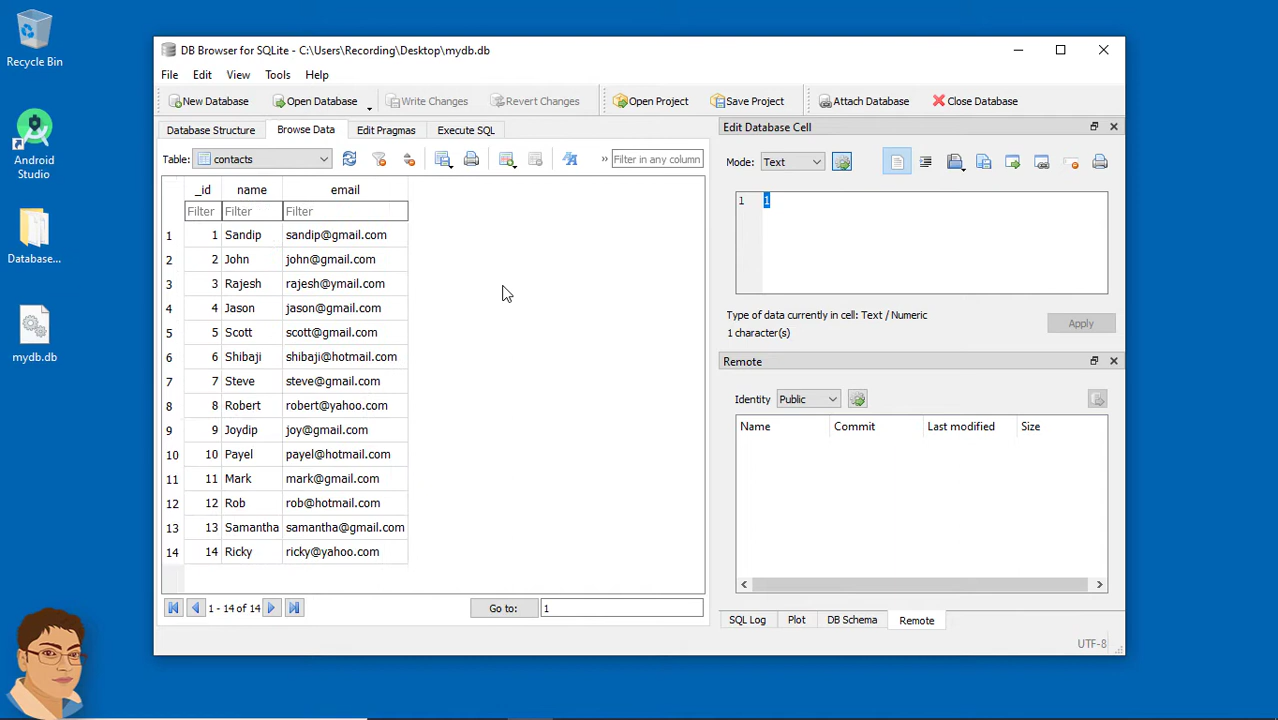 Recycle Bin
Android
Studio
Database...
mydb.db
DB Browser for SQLite - C:\Users\Recording\Desktop\mydb.db
File Edit View Tools Help
New Database Open Database Write Changes Revert Changes Open Project Save Project Attach Database Close Database
Database Structure Browse Data Edit Pragmas Execute SQL
Table: contacts » Filter in any column
_id name email
Filter Filter Filter
1 1 Sandip sandip@gmail.com
2 2 John john@gmail.com
3 3 Rajesh rajesh@ymail.com
4 4 Jason jason@gmail.com
5 5 Scott scott@gmail.com
6 6 Shibaji shibaji@hotmail.com
7 7 Steve steve@gmail.com
8 8 Robert robert@yahoo.com
9 9 Joydip joy@gmail.com
10 10 Payel payel@hotmail.com
11 11 Mark mark@gmail.com
12 12 Rob rob@hotmail.com
13 13 Samantha samantha@gmail.com
14 14 Ricky ricky@yahoo.com
1 - 14 of 14 Go to: 1
Edit Database Cell
Mode: Text
1 1
Type of data currently in cell: Text / Numeric
1 character(s)
Apply
Remote
Identity Public
Name Commit Last modified Size
SQL Log Plot DB Schema Remote
UTF-8